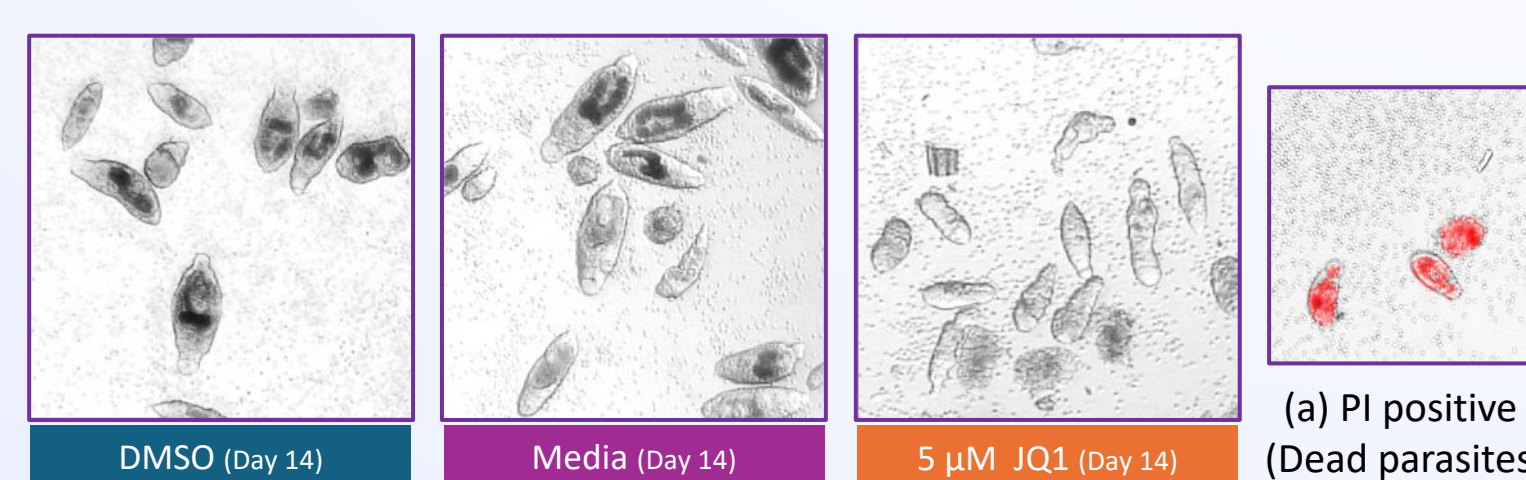 DMSO (Day 14)
Media (Day 14)
5 µM JQ1 (Day 14)
(a) PI positive
(Dead parasites